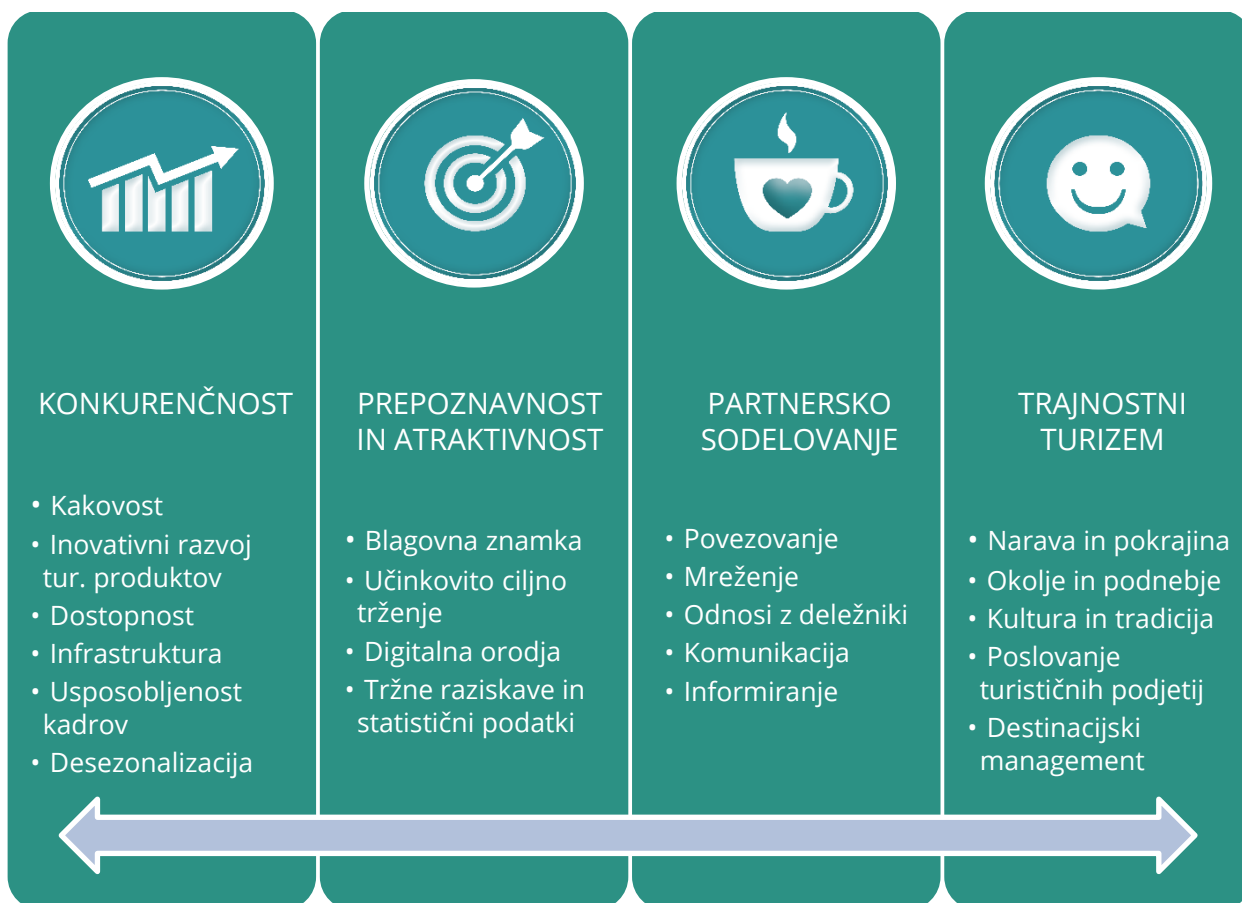 KONKURENČNOST
• Kakovost
• Inovativni razvoj
tur. produktov
• Dostopnost
• Infrastruktura
• Usposobljenost
kadrov
• Desezonalizacija
PREPOZNAVNOST
IN ATRAKTIVNOST
• Blagovna znamka
• Učinkovito ciljno
trženje
• Digitalna orodja
• Tržne raziskave in
statistični podatki
PARTNERSKO
SODELOVANJE
• Povezovanje
• Mreženje
• Odnosi z deležniki
• Komunikacija
• Informiranje
TRAJNOSTNI
TURIZEM
• Narava in pokrajina
• Okolje in podnebje
• Kultura in tradicija
• Poslovanje
turističnih podjetij
• Destinacijski
management